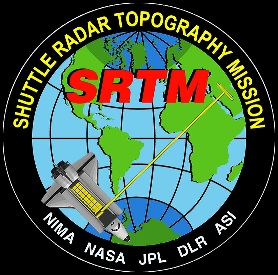 SHUTTLE RADAR TOPOGRAPHY MISSION
SRTM
NIMA NASA JPL DLR ASI